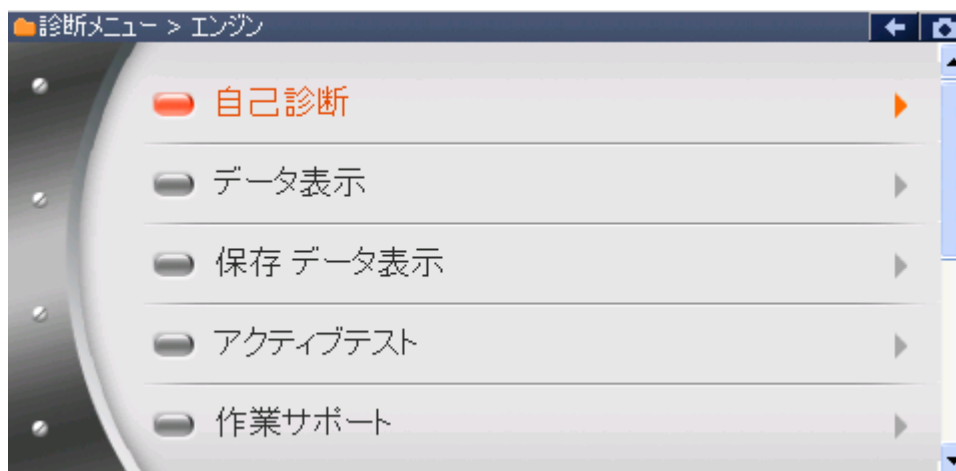 診断メニュー > エンジン
自己診断
データ表示
保存 データ表示
アクティブテスト
作業サポート